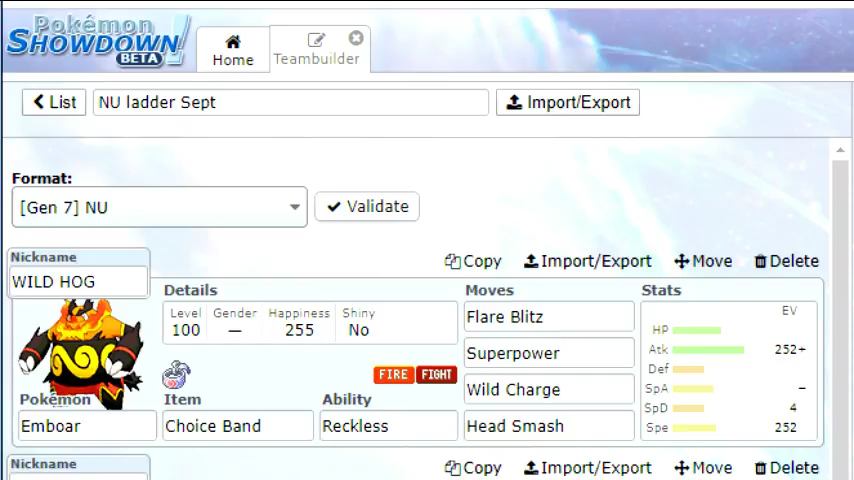 Pokémon
SHOWDOWN!
BETA
Home
Teambuilder
List
NU ladder Sept
Import/Export
Format:
[Gen 7] NU
Validate
Nickname
WILD HOG
Copy Import/Export Move Delete
Details
Level Gender Happiness Shiny
100 — 255 No
FIRE FIGHT
Pokémon
Emboar
Item
Choice Band
Ability
Reckless
Moves
Flare Blitz
Superpower
Wild Charge
Head Smash
Stats
EV
HP
Atk 252+
Def
SpA –
SpD 4
Spe 252
Nickname
Copy Import/Export Move Delete